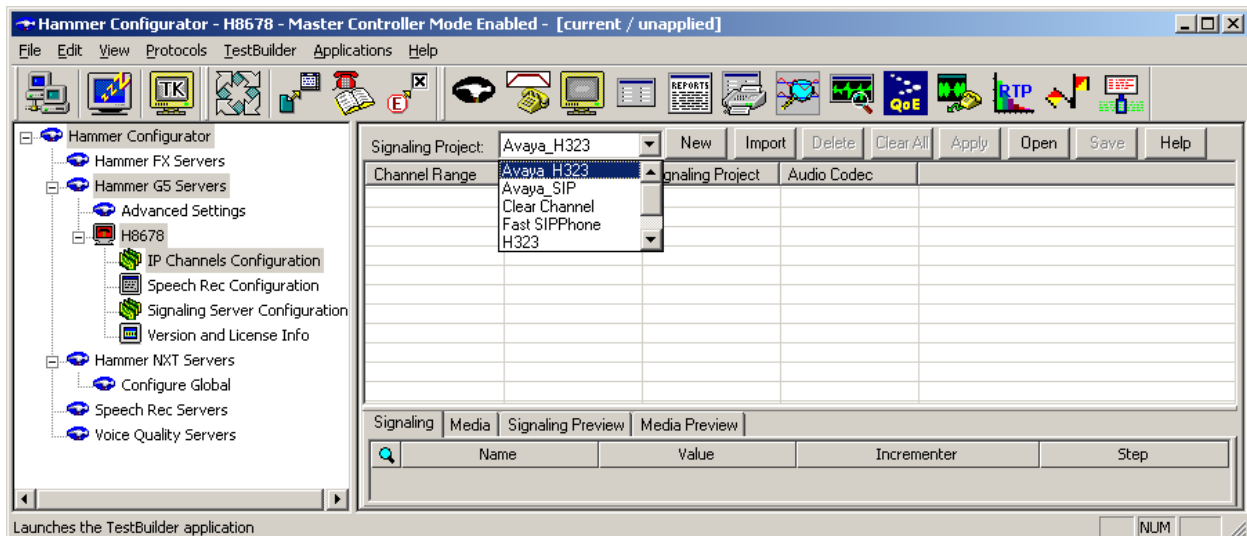 Hammer Configurator - H8678 - Master Controller Mode Enabled - [current / unapplied]
File Edit View Protocols TestBuilder Applications Help
TK
E
REPORTS
QoE
RTP
Hammer Configurator
Hammer FX Servers
Hammer G5 Servers
Advanced Settings
H8678
IP Channels Configuration
Speech Rec Configuration
Signaling Server Configuration
Version and License Info
Hammer NXT Servers
Configure Global
Speech Rec Servers
Voice Quality Servers
Signaling Project: Avaya_H323 New Import Delete Clear All Apply Open Save Help
Channel Range gnaling Project Audio Codec
Avaya_H323
Avaya_SIP
Clear Channel
Fast SIPPhone
H323
Signaling Media Signaling Preview Media Preview
Name Value Incrementer Step
Launches the TestBuilder application NUM